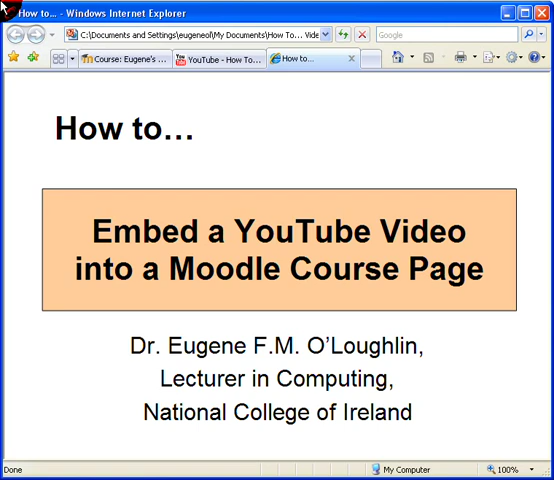 How to... - Windows Internet Explorer
C:\Documents and Settings\eugeneol\My Documents\How To... Vide
Google
Course: Eugene's ...
YouTube - How To...
How to...
How to…
Embed a YouTube Video
into a Moodle Course Page
Dr. Eugene F.M. O’Loughlin,
Lecturer in Computing,
National College of Ireland
Done
My Computer
100%